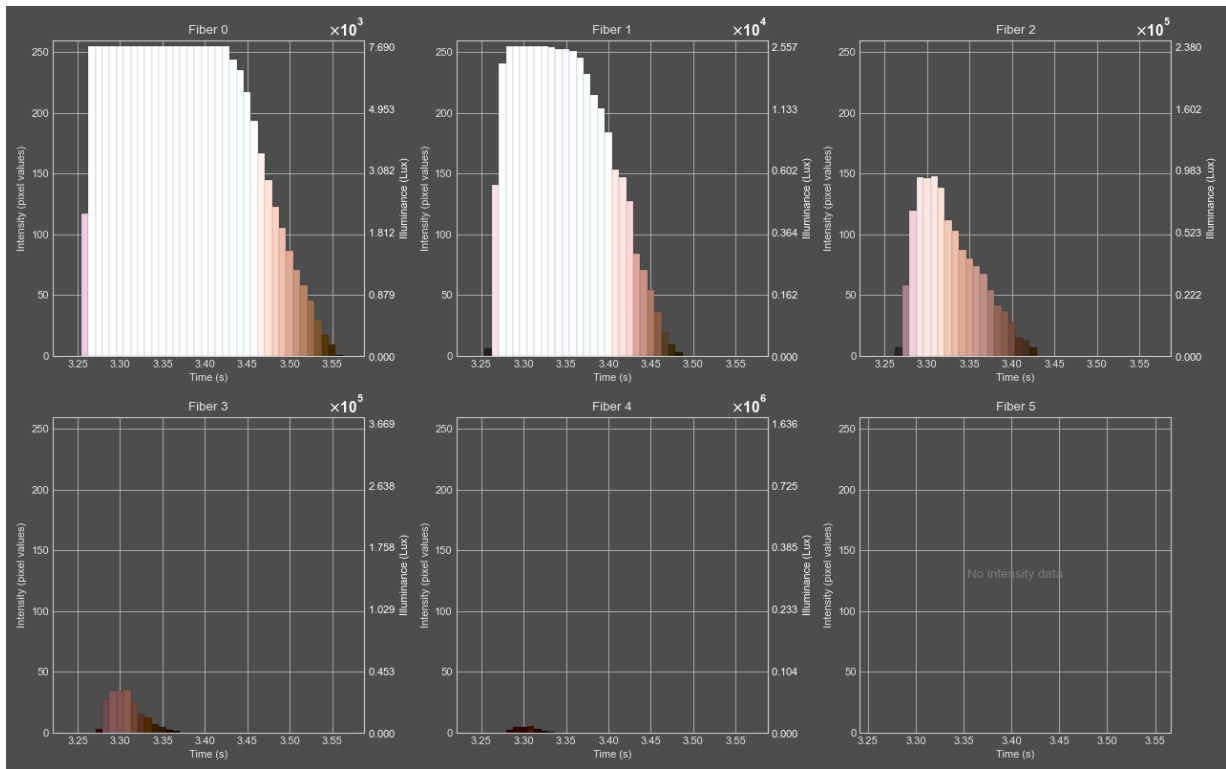 Fiber 0 ×10³
250 200 150 100 50 0
Intensity (pixel values)
7.690 4.953 3.082 1.812 0.879 0.000
Illuminance (Lux)
3.25 3.30 3.35 3.40 3.45 3.50 3.55
Time (s)
Fiber 1 ×10⁴
250 200 150 100 50 0
Intensity (pixel values)
2.557 1.133 0.602 0.364 0.162 0.000
Illuminance (Lux)
3.25 3.30 3.35 3.40 3.45 3.50 3.55
Time (s)
Fiber 2 ×10⁵
250 200 150 100 50 0
Intensity (pixel values)
2.380 1.602 0.983 0.523 0.222 0.000
Illuminance (Lux)
3.25 3.30 3.35 3.40 3.45 3.50 3.55
Time (s)
Fiber 3 ×10⁵
250 200 150 100 50 0
Intensity (pixel values)
3.669 2.638 1.758 1.029 0.453 0.000
Illuminance (Lux)
3.25 3.30 3.35 3.40 3.45 3.50 3.55
Time (s)
Fiber 4 ×10⁶
250 200 150 100 50 0
Intensity (pixel values)
1.636 0.725 0.385 0.233 0.104 0.000
Illuminance (Lux)
3.25 3.30 3.35 3.40 3.45 3.50 3.55
Time (s)
Fiber 5
250 200 150 100 50 0
Intensity (pixel values)
No intensity data
3.25 3.30 3.35 3.40 3.45 3.50 3.55
Time (s)